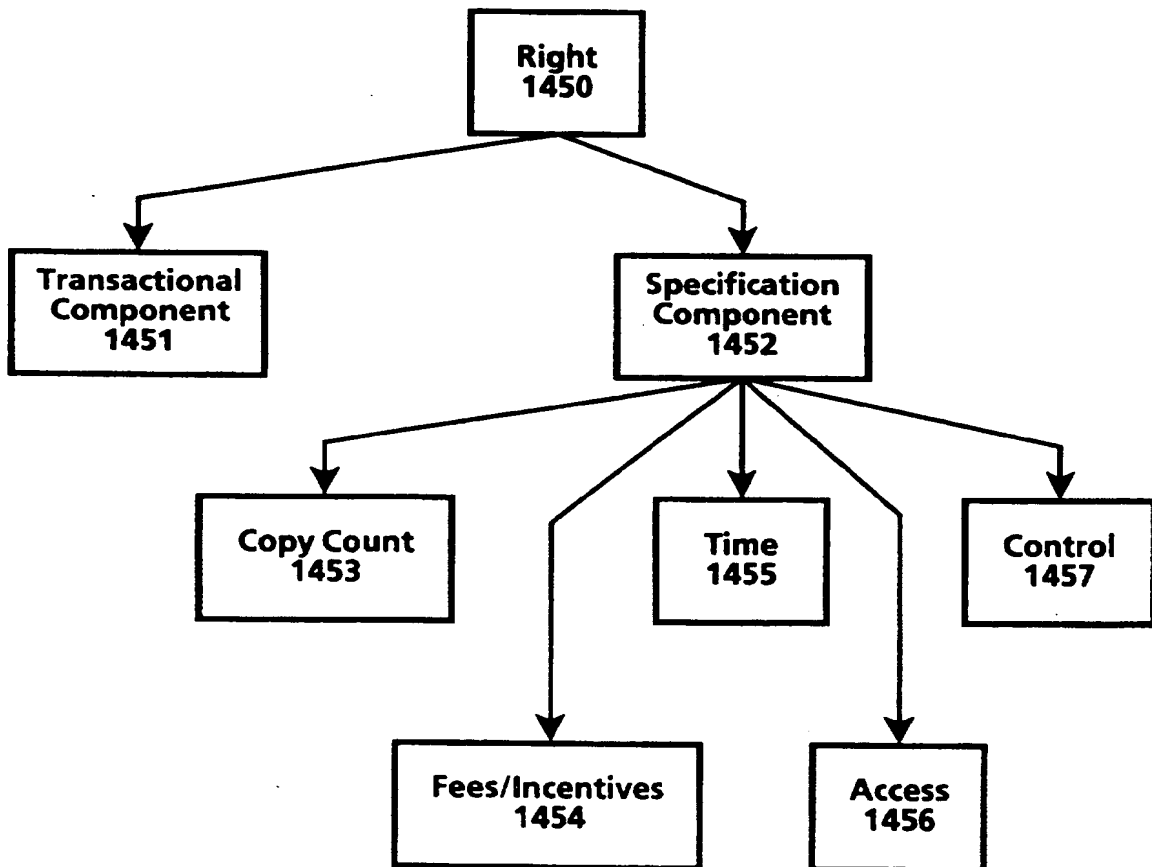 Right
1450
Transactional
Component
1451
Specification
Component
1452
Copy Count
1453
Time
1455
Control
1457
Fees/Incentives
1454
Access
1456